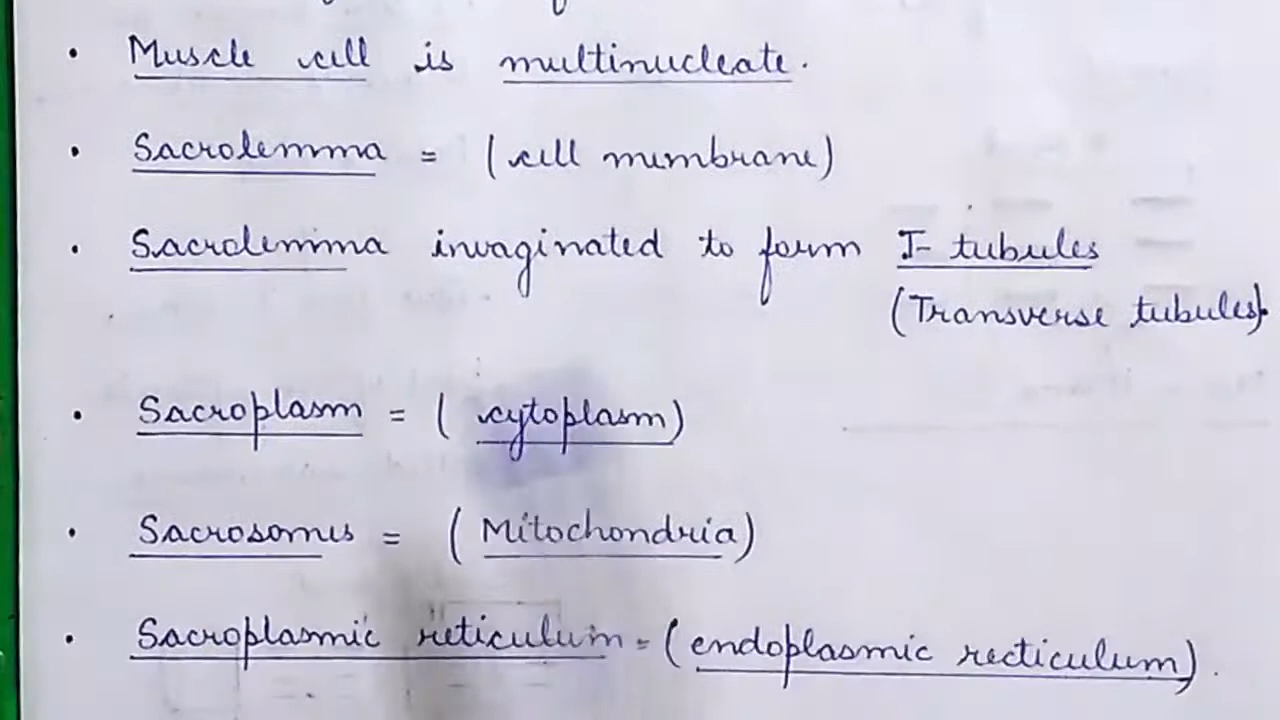 • Muscle cell is multinucleate.
• Sacrolemma = (cell membrane)
• Sacrolemma invaginated to form T- tubules
(Transverse tubules).
• Sacroplasm = (cytoplasm)
• Sacrosomes = (Mitochondria)
• Sacroplasmic reticulum = (endoplasmic recticulum).